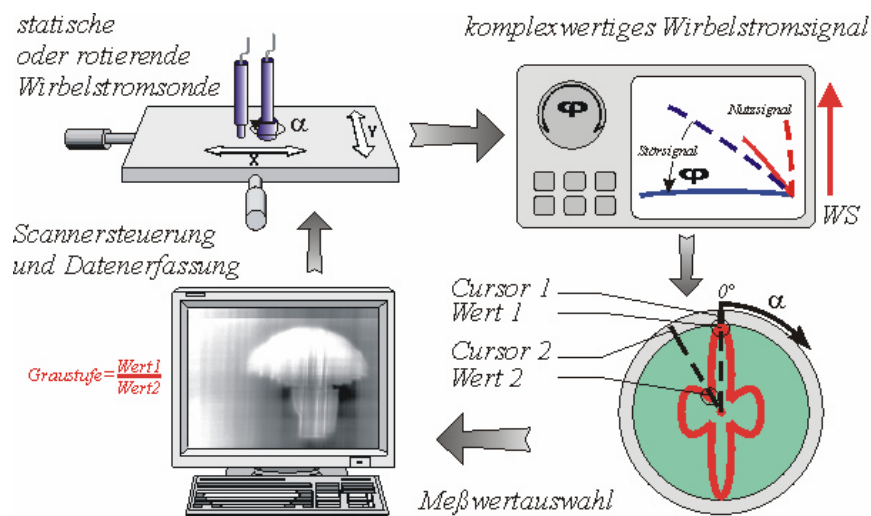 statische
oder rotierende
Wirbelstromsonde
α
X
Y
komplexwertiges Wirbelstromsignal
φ
Nutzsignal
Störsignal
φ
WS
Scannersteuerung
und Datenerfassung
Graustufe=Wert1
Wert2
Cursor 1
Wert 1
Cursor 2
Wert 2
0°
α
Meßwertauswahl